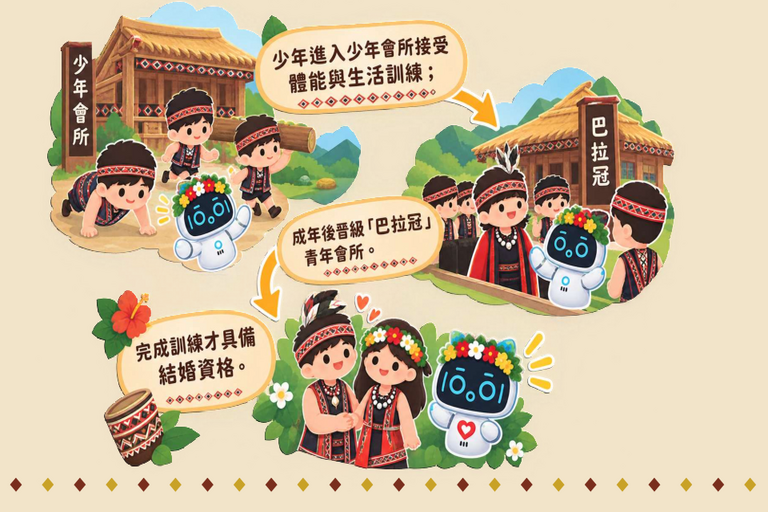 少年會所
少年進入少年會所接受
體能與生活訓練；
巴拉冠
成年後晉級「巴拉冠」
青年會所。
完成訓練才具備
結婚資格。